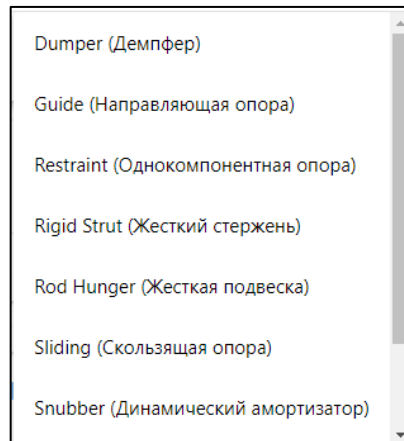 Dumper (Демпфер)
Guide (Направляющая опора)
Restraint (Однокомпонентная опора)
Rigid Strut (Жесткий стержень)
Rod Hunger (Жесткая подвеска)
Sliding (Скользящая опора)
Snubber (Динамический амортизатор)